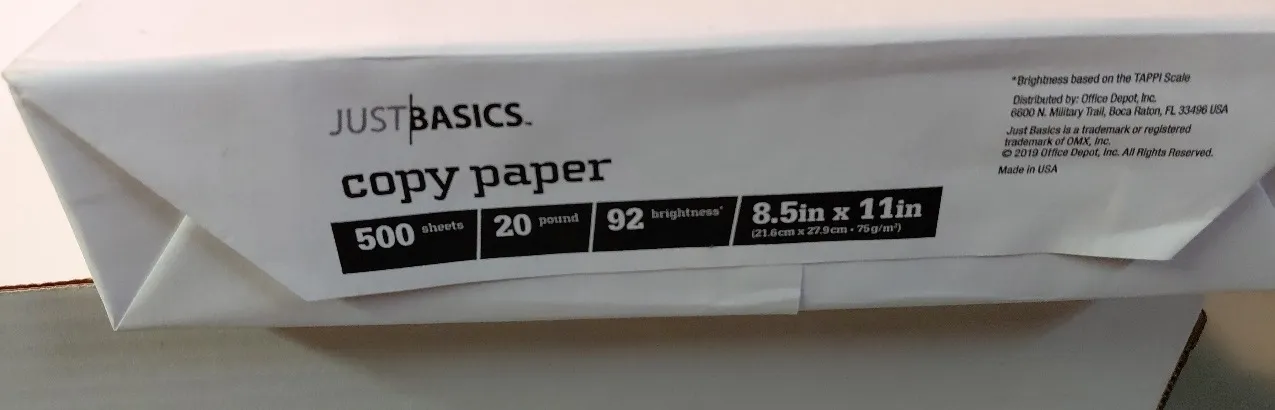 JUSTBASICS™
copy paper
500 sheets
20 pound
92 brightness*
8.5in x 11in
(21.6cm x 27.9cm • 75g/m²)
*Brightness based on the TAPPI Scale
Distributed by: Office Depot, Inc.
6600 N. Military Trail, Boca Raton, FL 33496 USA
Just Basics is a trademark or registered
trademark of OMX, Inc.
© 2019 Office Depot, Inc. All Rights Reserved.
Made in USA